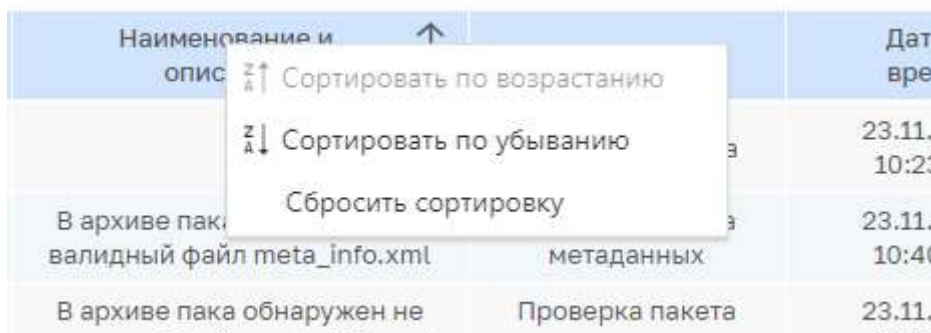 Наименование и
опис
Дат
вре
Сортировать по возрастанию
Сортировать по убыванию
Сбросить сортировку
а
23.11.
10:23
В архиве пака
валидный файл meta_info.xml
а
метаданных
23.11.
10:40
В архиве пака обнаружен не
Проверка пакета
23.11.